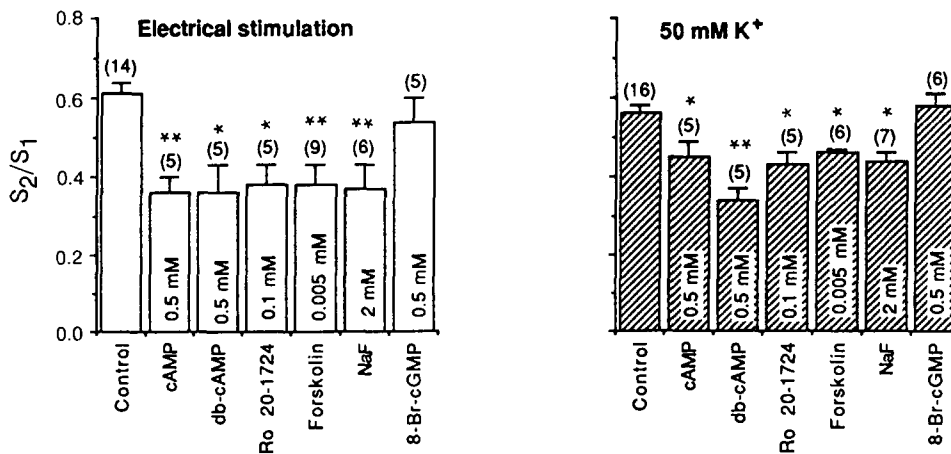 Electrical stimulation
S2/S1
0.8
0.6
0.4
0.2
0.0
(14)
**
(5)
*
(5)
*
(5)
**
(9)
**
(6)
(5)
0.5 mM
0.5 mM
0.1 mM
0.005 mM
2 mM
0.5 mM
Control
cAMP
db-cAMP
Ro 20-1724
Forskolin
NaF
8-Br-cGMP
50 mM K+
(16)
*
(5)
**
(5)
*
(5)
*
(6)
*
(7)
(6)
0.5 mM
0.5 mM
0.1 mM
0.005 mM
2 mM
0.5 mM
Control
cAMP
db-cAMP
Ro 20-1724
Forskolin
NaF
8-Br-cGMP